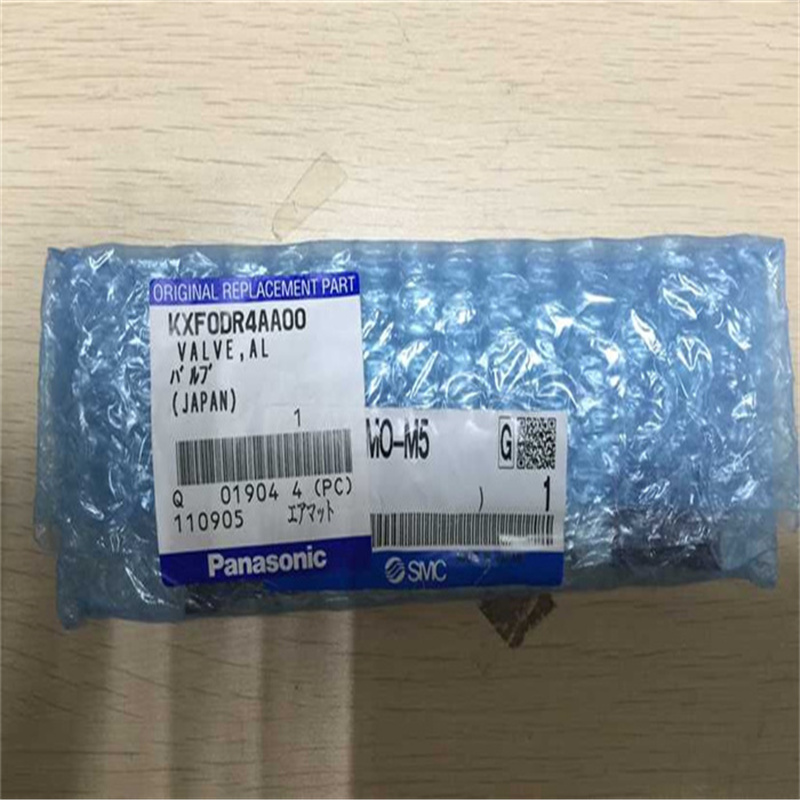 ORIGINAL REPLACEMENT PART
KXF0DR4AA00
VALVE,AL
バルブ
(JAPAN)
1
Q 01904 4 (PC)
110905 エアマット
Panasonic
-M5
G
) 1
SMC